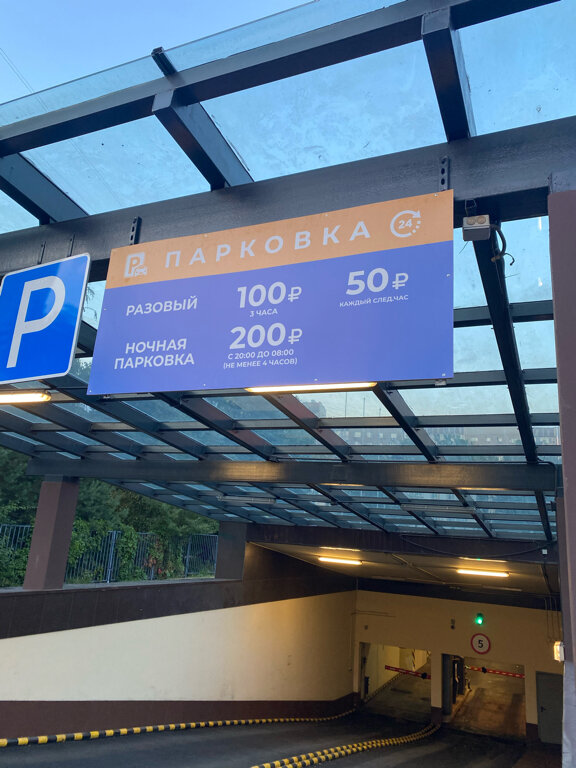 P ПАРКОВКА 24
P
РАЗОВЫЙ 100₽ 50₽
3 ЧАСА КАЖДЫЙ СЛЕД.ЧАС
НОЧНАЯ ПАРКОВКА 200₽
С 20:00 ДО 08:00
(НЕ МЕНЕЕ 4 ЧАСОВ)
5